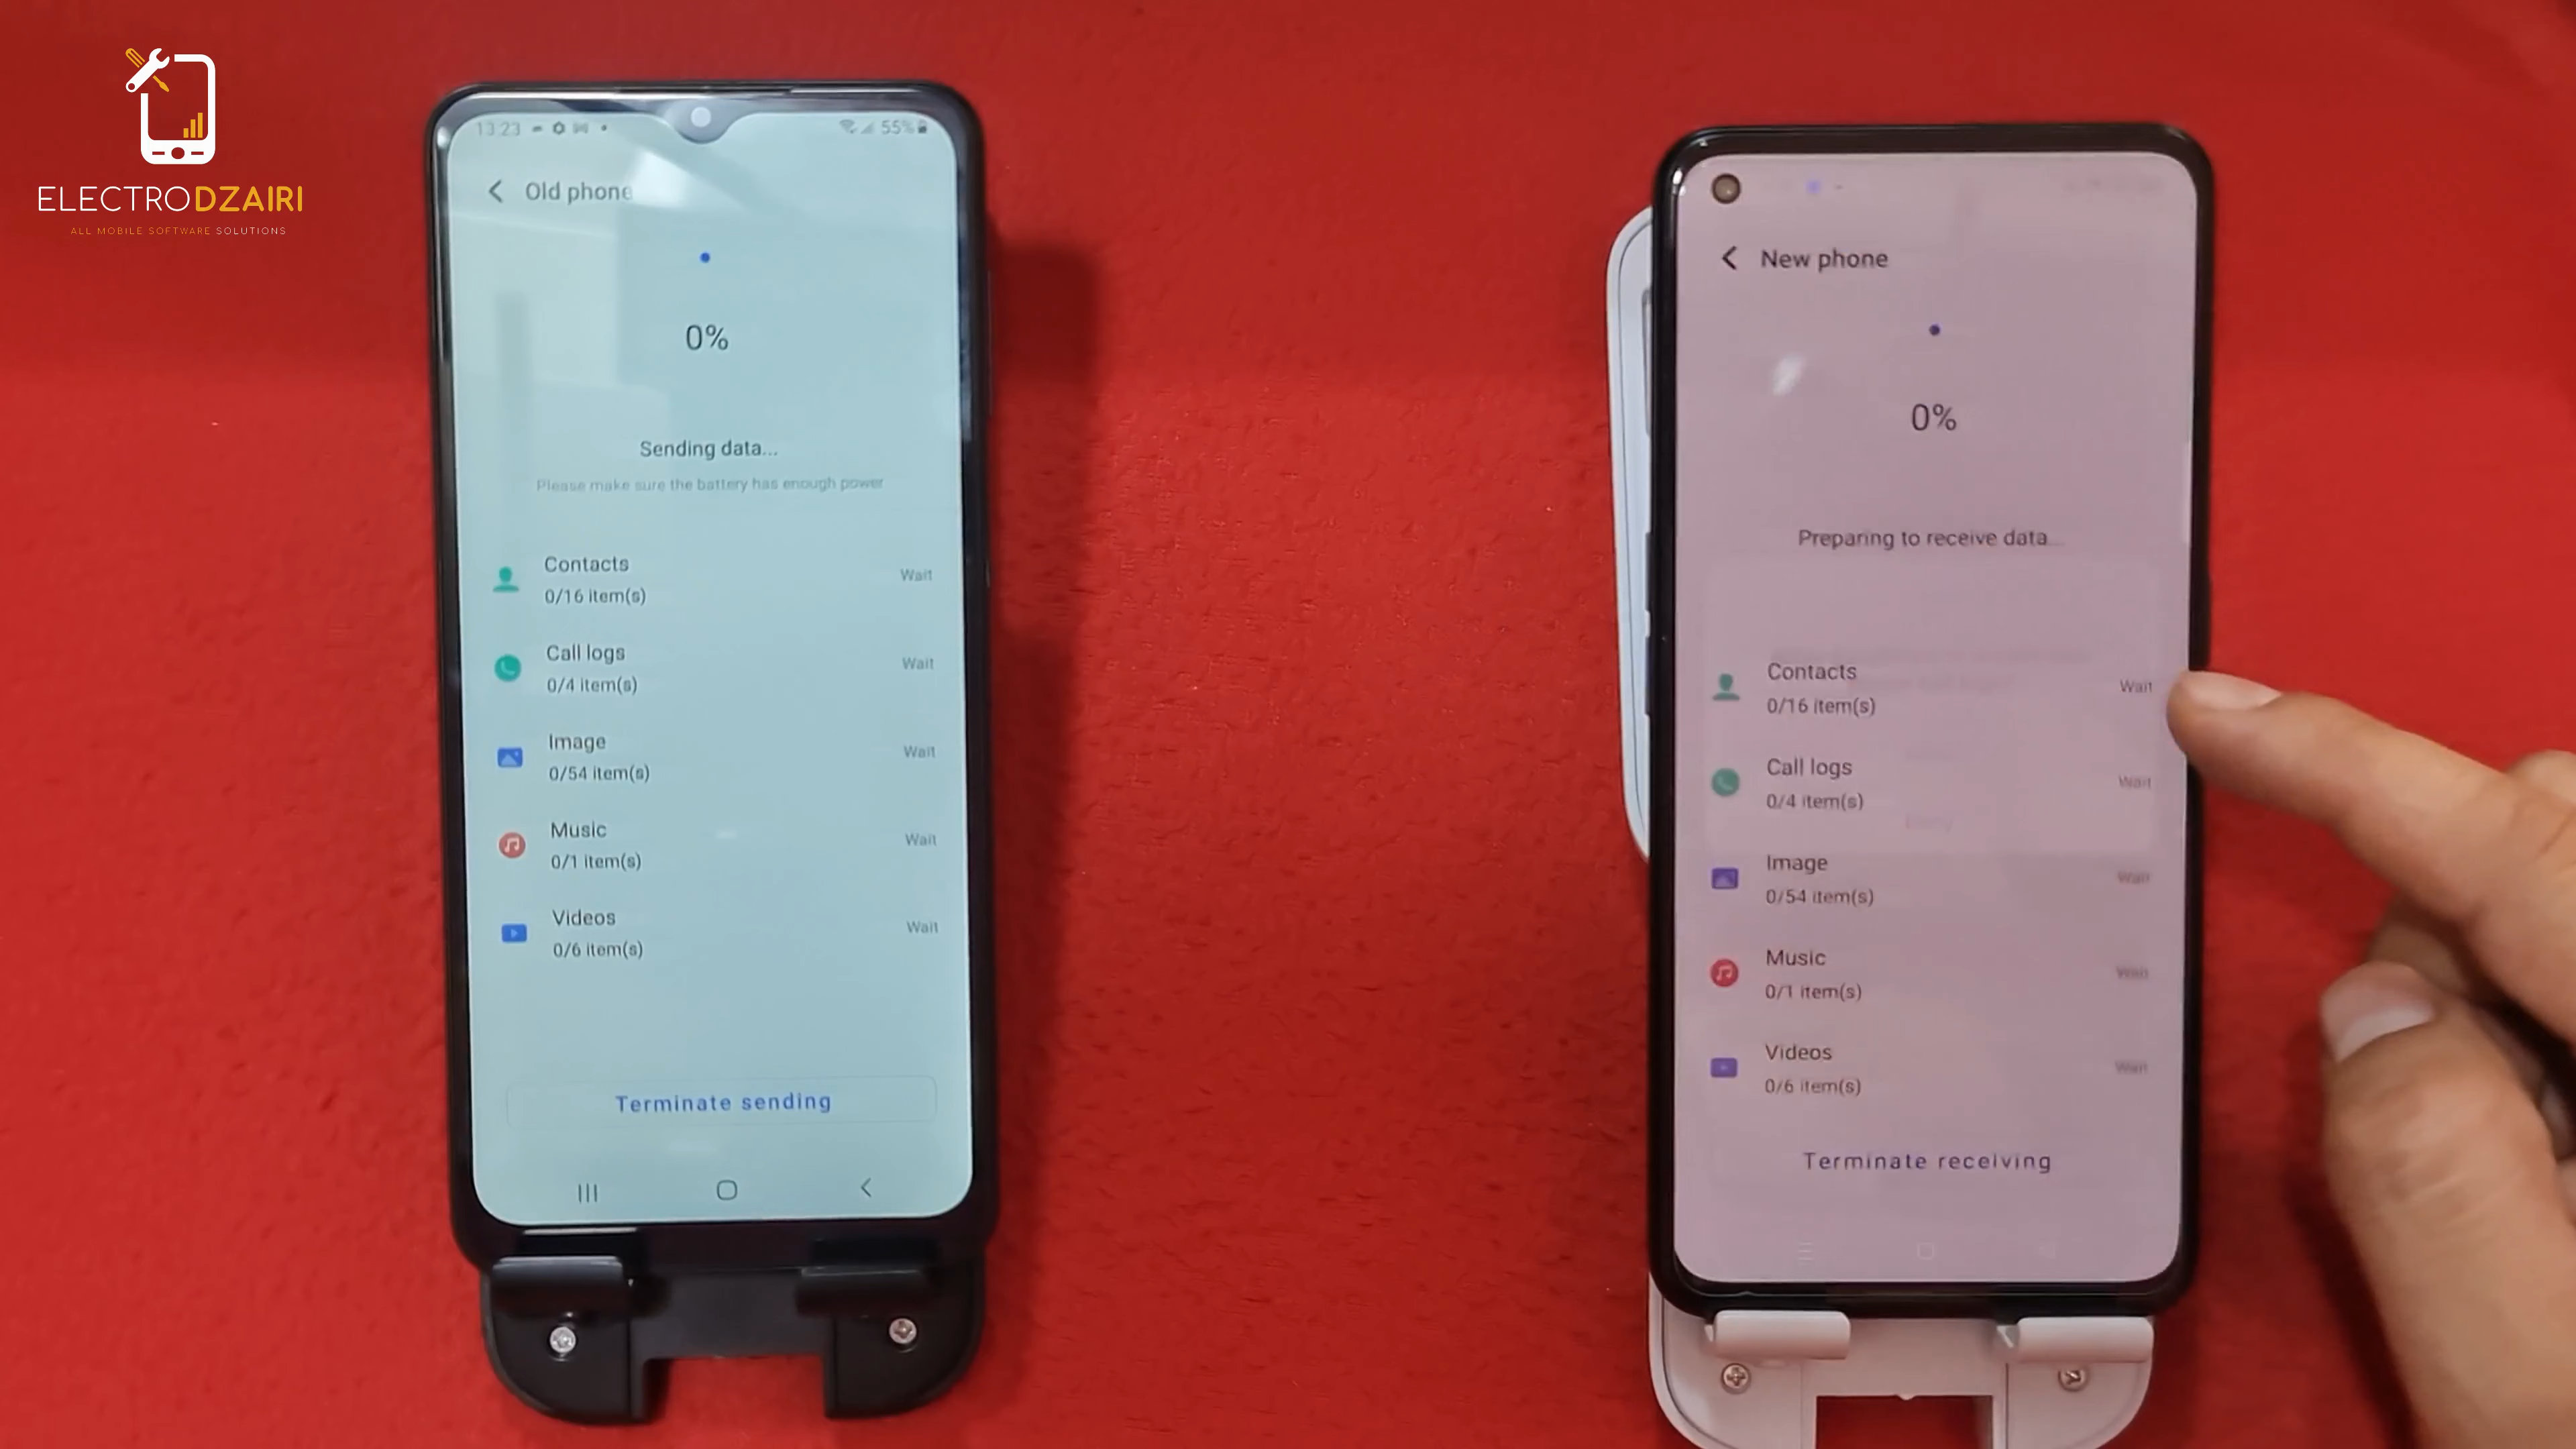 ELECTRODZAIRI
ALL MOBILE SOFTWARE SOLUTIONS
13:23
55%
Old phone
0%
Sending data...
Please make sure the battery has enough power
Contacts
0/16 item(s)
Wait
Call logs
0/4 item(s)
Wait
Image
0/54 item(s)
Wait
Music
0/1 item(s)
Wait
Videos
0/6 item(s)
Wait
Terminate sending
New phone
0%
Preparing to receive data...
Contacts
0/16 item(s)
Wait
Call logs
0/4 item(s)
Wait
Image
0/54 item(s)
Wait
Music
0/1 item(s)
Wait
Videos
0/6 item(s)
Wait
Terminate receiving